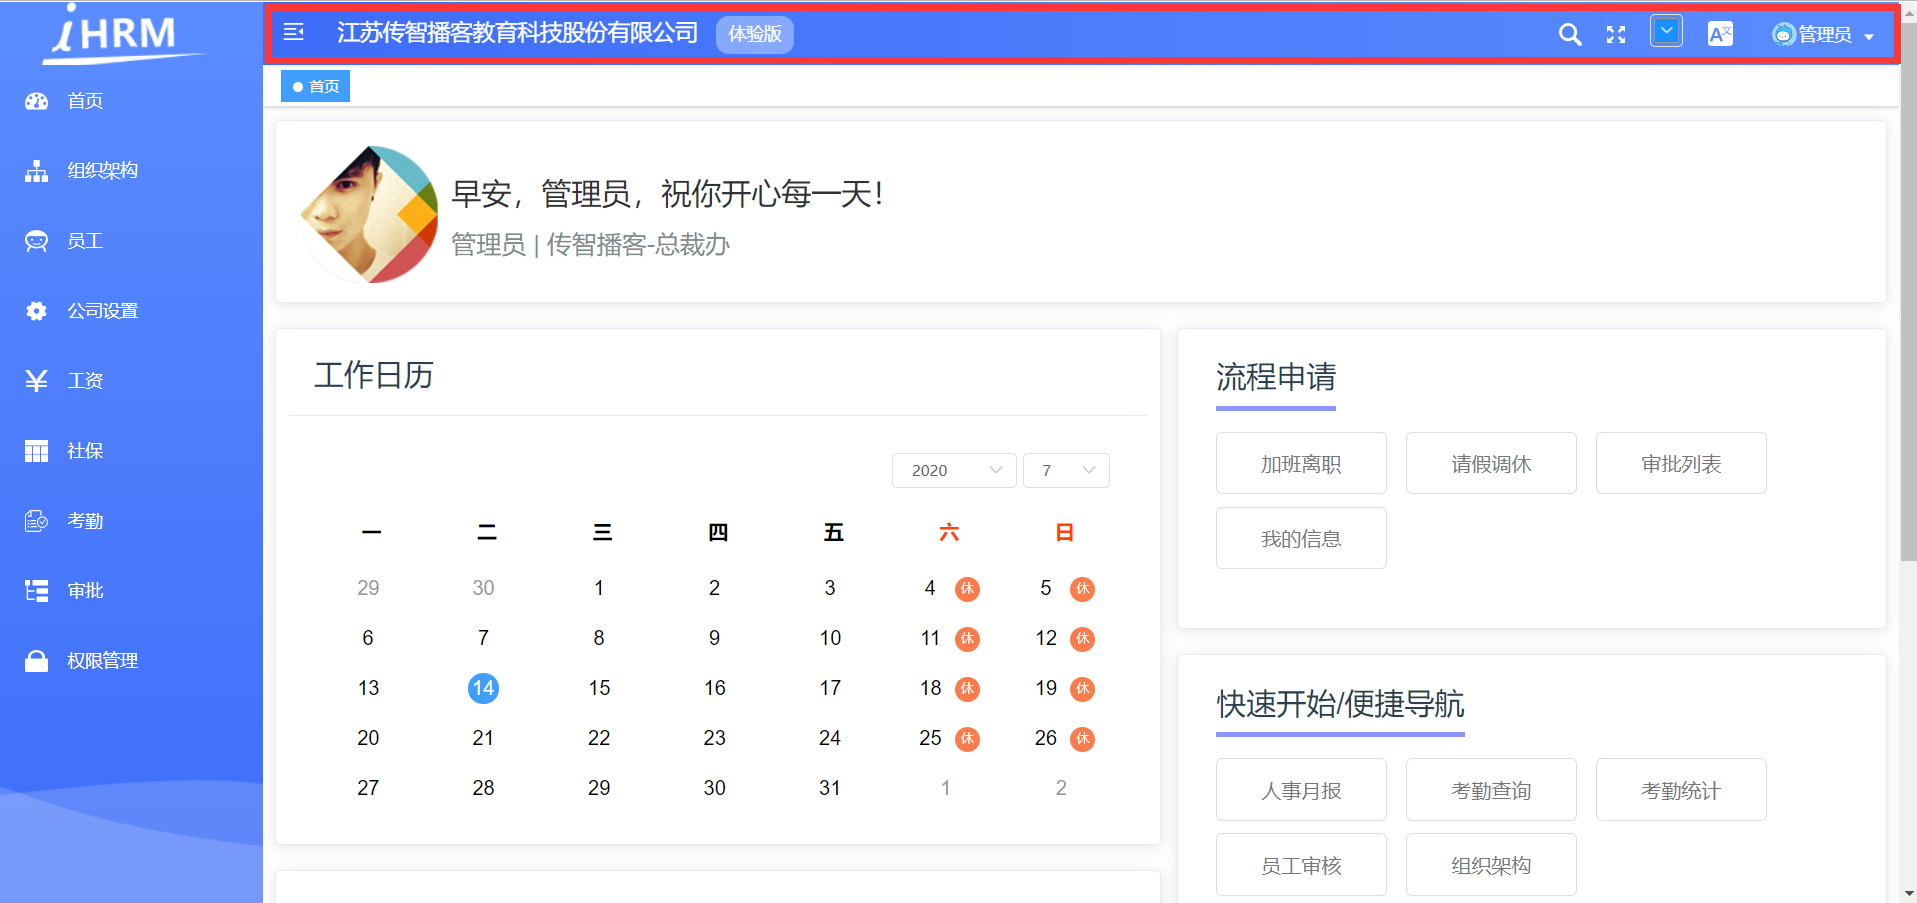 iHRM
首页
组织架构
员工
公司设置
工资
社保
考勤
审批
权限管理
江苏传智播客教育科技股份有限公司 体验版
A文 管理员
首页
早安，管理员，祝你开心每一天！
管理员 | 传智播客-总裁办
工作日历
2020 7
一 二 三 四 五 六 日
29 30 1 2 3 4 休 5 休
6 7 8 9 10 11 休 12 休
13 14 15 16 17 18 休 19 休
20 21 22 23 24 25 休 26 休
27 28 29 30 31 1 2
流程申请
加班离职 请假调休 审批列表
我的信息
快速开始/便捷导航
人事月报 考勤查询 考勤统计
员工审核 组织架构